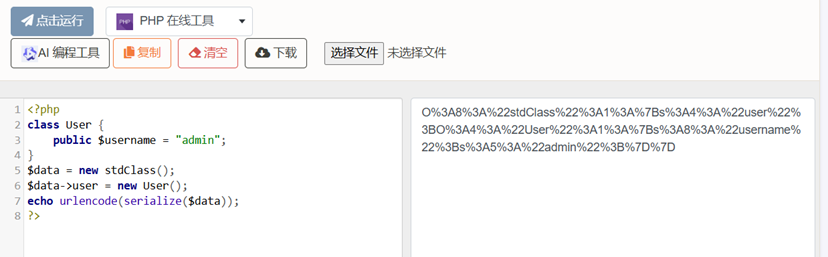 点击运行 PHP PHP 在线工具
AI 编程工具 复制 清空 下载 选择文件 未选择文件
1 <?php
2 class User {
3     public $username = "admin";
4 }
5 $data = new stdClass();
6 $data->user = new User();
7 echo urlencode(serialize($data));
8 ?>
O%3A8%3A%22stdClass%22%3A1%3A%7Bs%3A4%3A%22user%22%
3BO%3A4%3A%22User%22%3A1%3A%7Bs%3A8%3A%22username%
22%3Bs%3A5%3A%22admin%22%3B%7D%7D